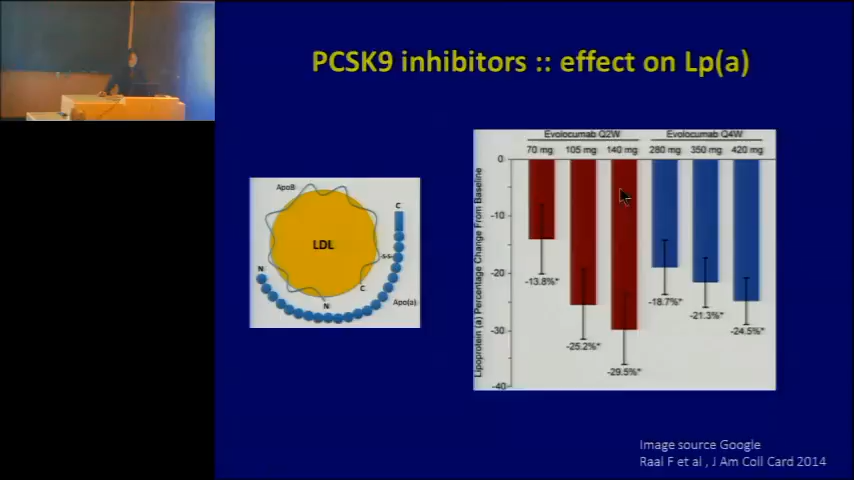 PCSK9 inhibitors :: effect on Lp(a)
ApoB
LDL
C
-S-S-
N
C
N
Apo(a)
Evolocumab Q2W
Evolocumab Q4W
70 mg
105 mg
140 mg
280 mg
350 mg
420 mg
Lipoprotein (a) Percentage Change From Baseline
0
-10
-20
-30
-40
-13.8%*
-25.2%*
-29.5%*
-18.7%*
-21.3%*
-24.5%*
Image source Google
Raal F et al , J Am Coll Card 2014